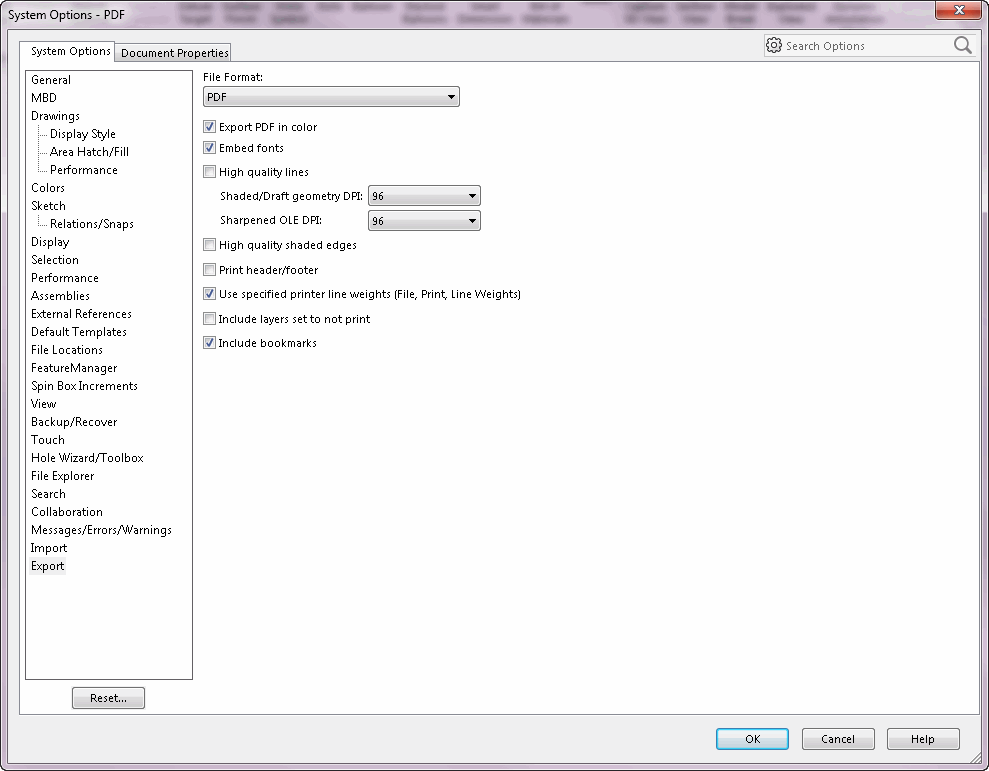 System Options - PDF
System Options
Document Properties
Search Options
General
MBD
Drawings
Display Style
Area Hatch/Fill
Performance
Colors
Sketch
Relations/Snaps
Display
Selection
Performance
Assemblies
External References
Default Templates
File Locations
FeatureManager
Spin Box Increments
View
Backup/Recover
Touch
Hole Wizard/Toolbox
File Explorer
Search
Collaboration
Messages/Errors/Warnings
Import
Export
Reset...
File Format:
PDF
Export PDF in color
Embed fonts
High quality lines
Shaded/Draft geometry DPI: 96
Sharpened OLE DPI: 96
High quality shaded edges
Print header/footer
Use specified printer line weights (File, Print, Line Weights)
Include layers set to not print
Include bookmarks
OK
Cancel
Help